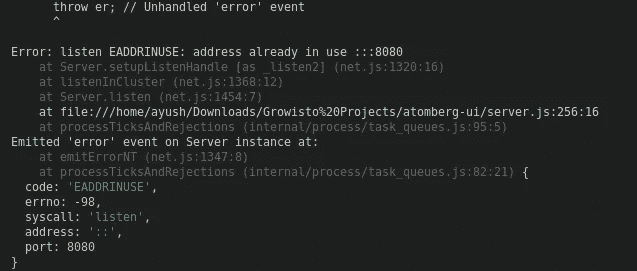 throw er; // Unhandled 'error' event
^
Error: listen EADDRINUSE: address already in use :::8080
at Server.setupListenHandle [as _listen2] (net.js:1320:16)
at listenInCluster (net.js:1368:12)
at Server.listen (net.js:1454:7)
at file:///home/ayush/Downloads/Growisto%20Projects/atomberg-ui/server.js:256:16
at processTicksAndRejections (internal/process/task_queues.js:95:5)
Emitted 'error' event on Server instance at:
at emitErrorNT (net.js:1347:8)
at processTicksAndRejections (internal/process/task_queues.js:82:21) {
code: 'EADDRINUSE',
errno: -98,
syscall: 'listen',
address: '::',
port: 8080
}